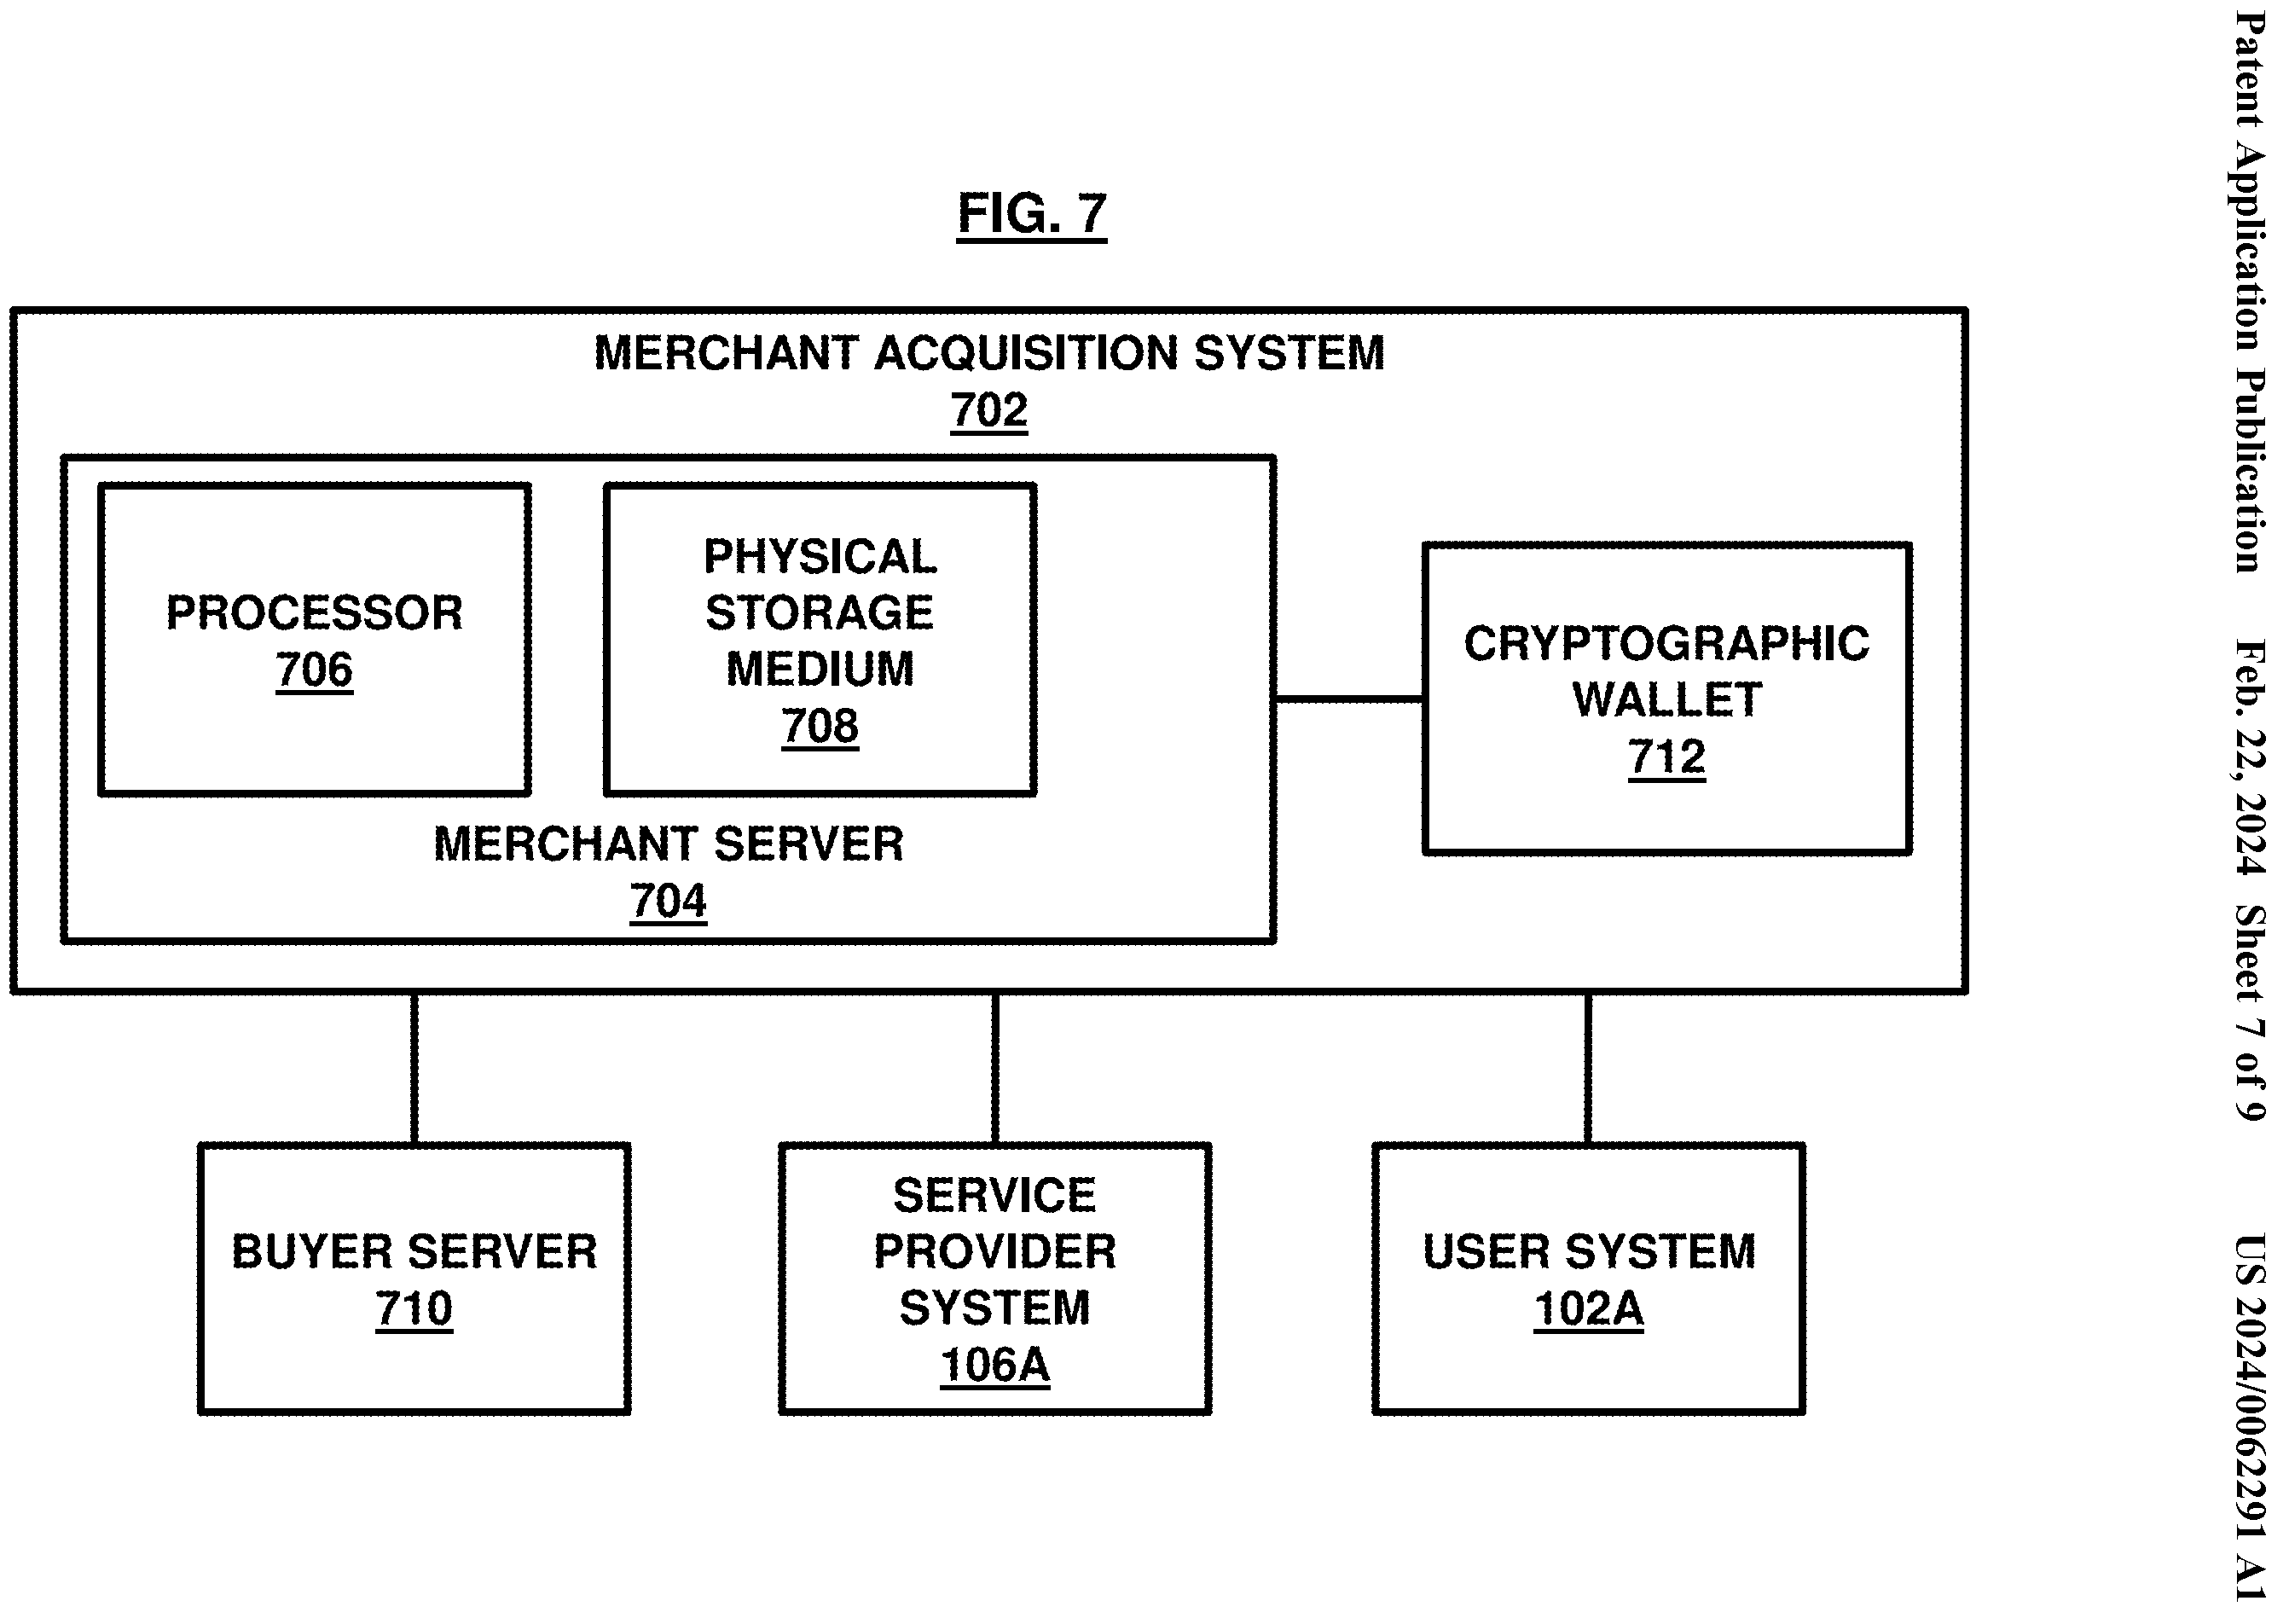 Patent Application Publication Feb. 22, 2024 Sheet 7 of 9 US 2024/0062291 A1
FIG. 7
MERCHANT ACQUISITION SYSTEM
702
PROCESSOR
706
PHYSICAL
STORAGE
MEDIUM
708
MERCHANT SERVER
704
CRYPTOGRAPHIC
WALLET
712
BUYER SERVER
710
SERVICE
PROVIDER
SYSTEM
106A
USER SYSTEM
102A